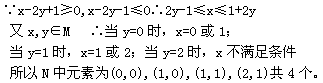 ∵x-2y+1≥0,x-2y-1≤0∴2y-1≤x≤1+2y
又x,y∈M ∴当y=0时，x=0或1；
当y=1时，x=1或2；当y=2时，x不满足条件
所以N中元素为(0,0),(1,0),(1,1),(2,1)共4个。